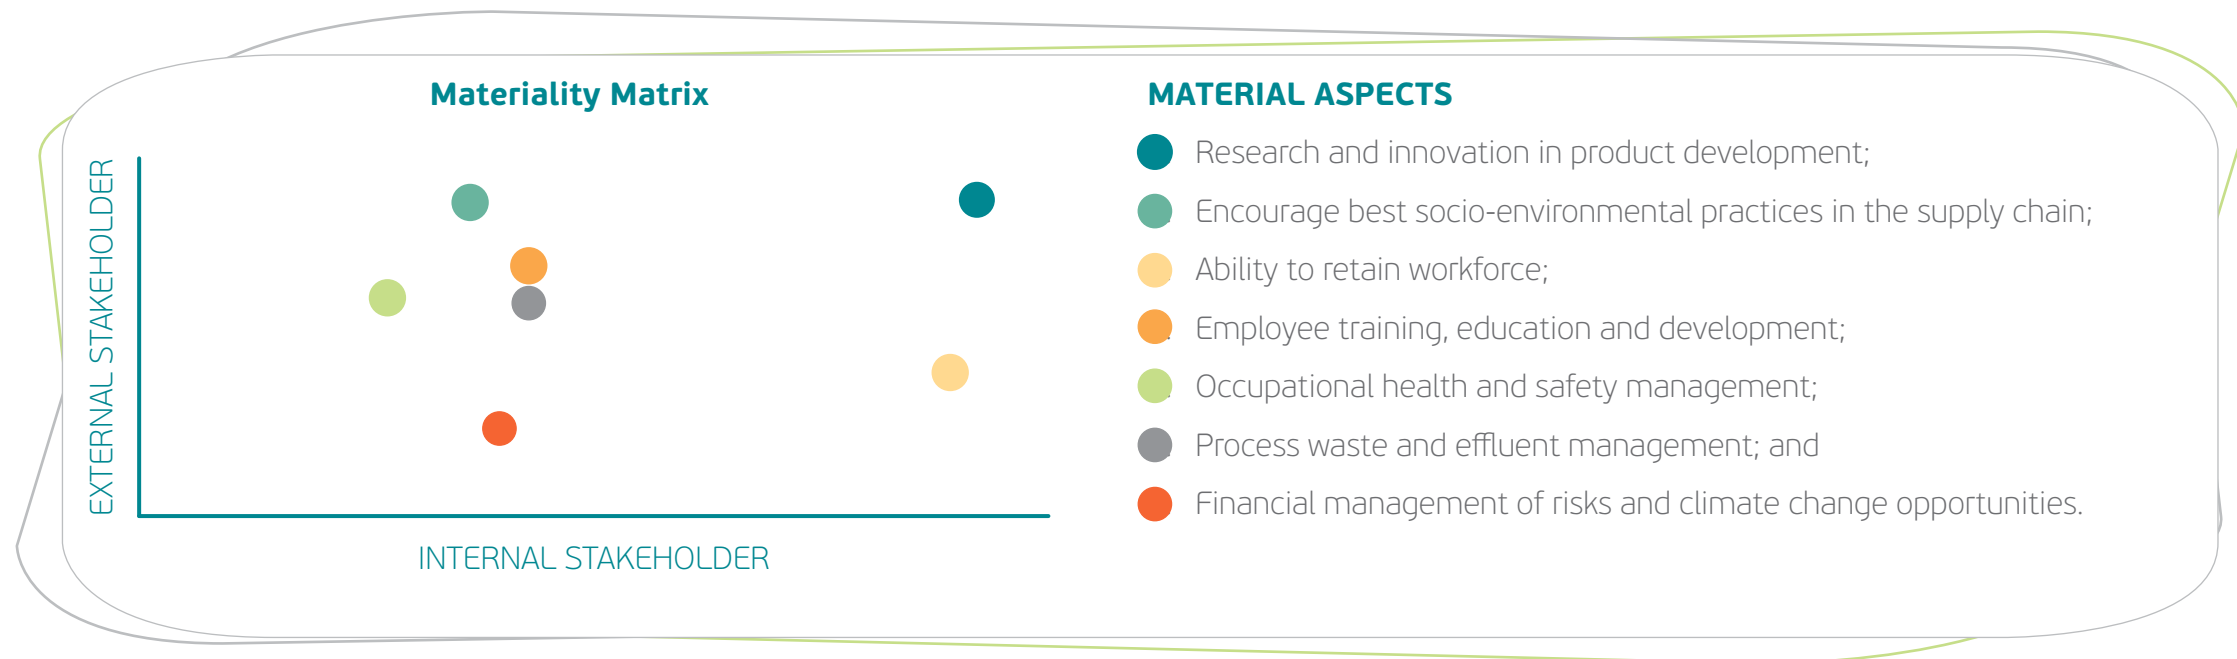 Materiality Matrix
EXTERNAL STAKEHOLDER
INTERNAL STAKEHOLDER
MATERIAL ASPECTS
Research and innovation in product development;
Encourage best socio-environmental practices in the supply chain;
Ability to retain workforce;
Employee training, education and development;
Occupational health and safety management;
Process waste and effluent management; and
Financial management of risks and climate change opportunities.